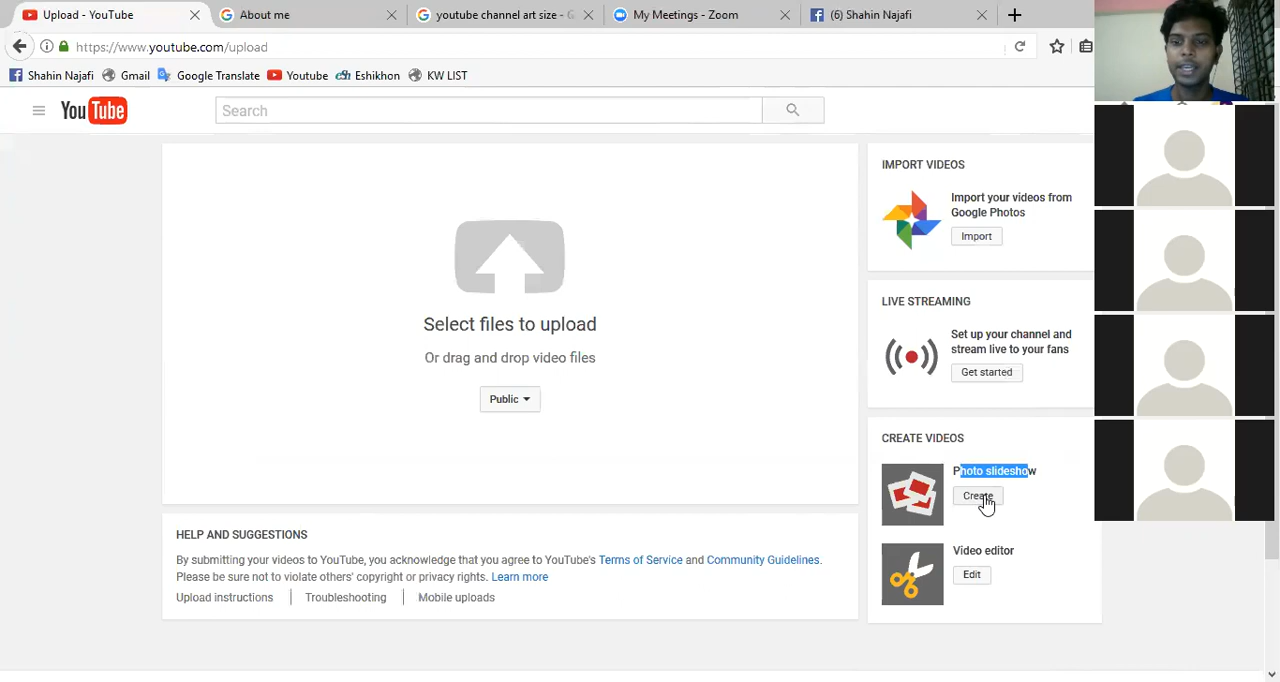 Upload - YouTube
About me
youtube channel art size - G
My Meetings - Zoom
(6) Shahin Najafi
https://www.youtube.com/upload
Shahin Najafi
Gmail
Google Translate
Youtube
Eshikhon
KW LIST
YouTube
Search
Select files to upload
Or drag and drop video files
Public
IMPORT VIDEOS
Import your videos from
Google Photos
Import
LIVE STREAMING
Set up your channel and
stream live to your fans
Get started
CREATE VIDEOS
Photo slideshow
Create
Video editor
Edit
HELP AND SUGGESTIONS
By submitting your videos to YouTube, you acknowledge that you agree to YouTube's Terms of Service and Community Guidelines.
Please be sure not to violate others' copyright or privacy rights. Learn more
Upload instructions
Troubleshooting
Mobile uploads